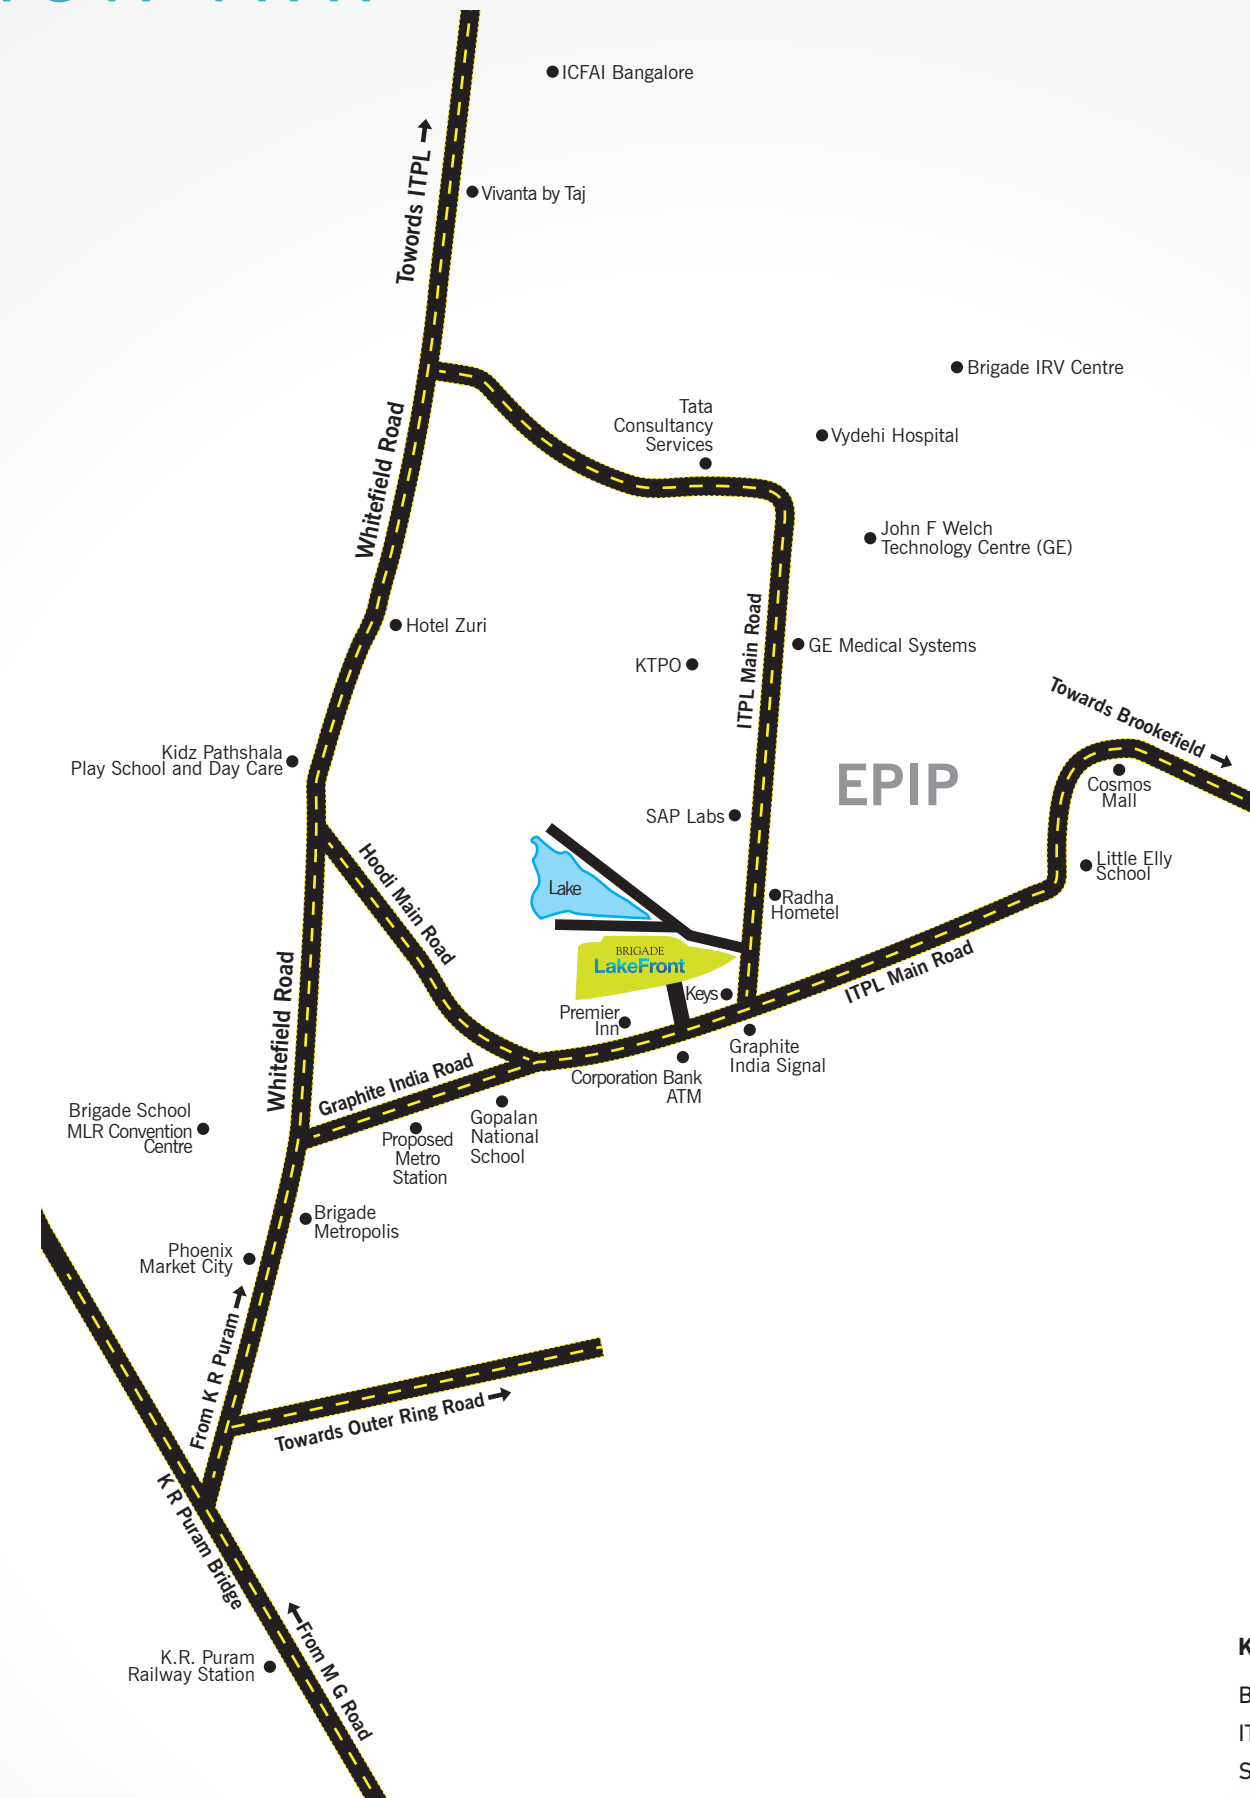 ICFAI Bangalore
Towords ITPL
Vivanta by Taj
Brigade IRV Centre
Tata
Consultancy
Services
Vydehi Hospital
Whitefield Road
John F Welch
Technology Centre (GE)
Hotel Zuri
ITPL Main Road
GE Medical Systems
KTPO
Towards Brookefield
Kidz Pathshala
Play School and Day Care
EPIP
Cosmos
Mall
SAP Labs
Hoodi Main Road
Little Elly
School
Lake
Radha
Hometel
BRIGADE
LakeFront
ITPL Main Road
Whitefield Road
Keys
Premier
Inn
Graphite
India Signal
Graphite India Road
Corporation Bank
ATM
Brigade School
MLR Convention
Centre
Gopalan
National
School
Proposed
Metro
Station
Brigade
Metropolis
Phoenix
Market City
From K R Puram
Towards Outer Ring Road
K R Puram Bridge
From M G Road
K.R. Puram
Railway Station
K
B
IT
S